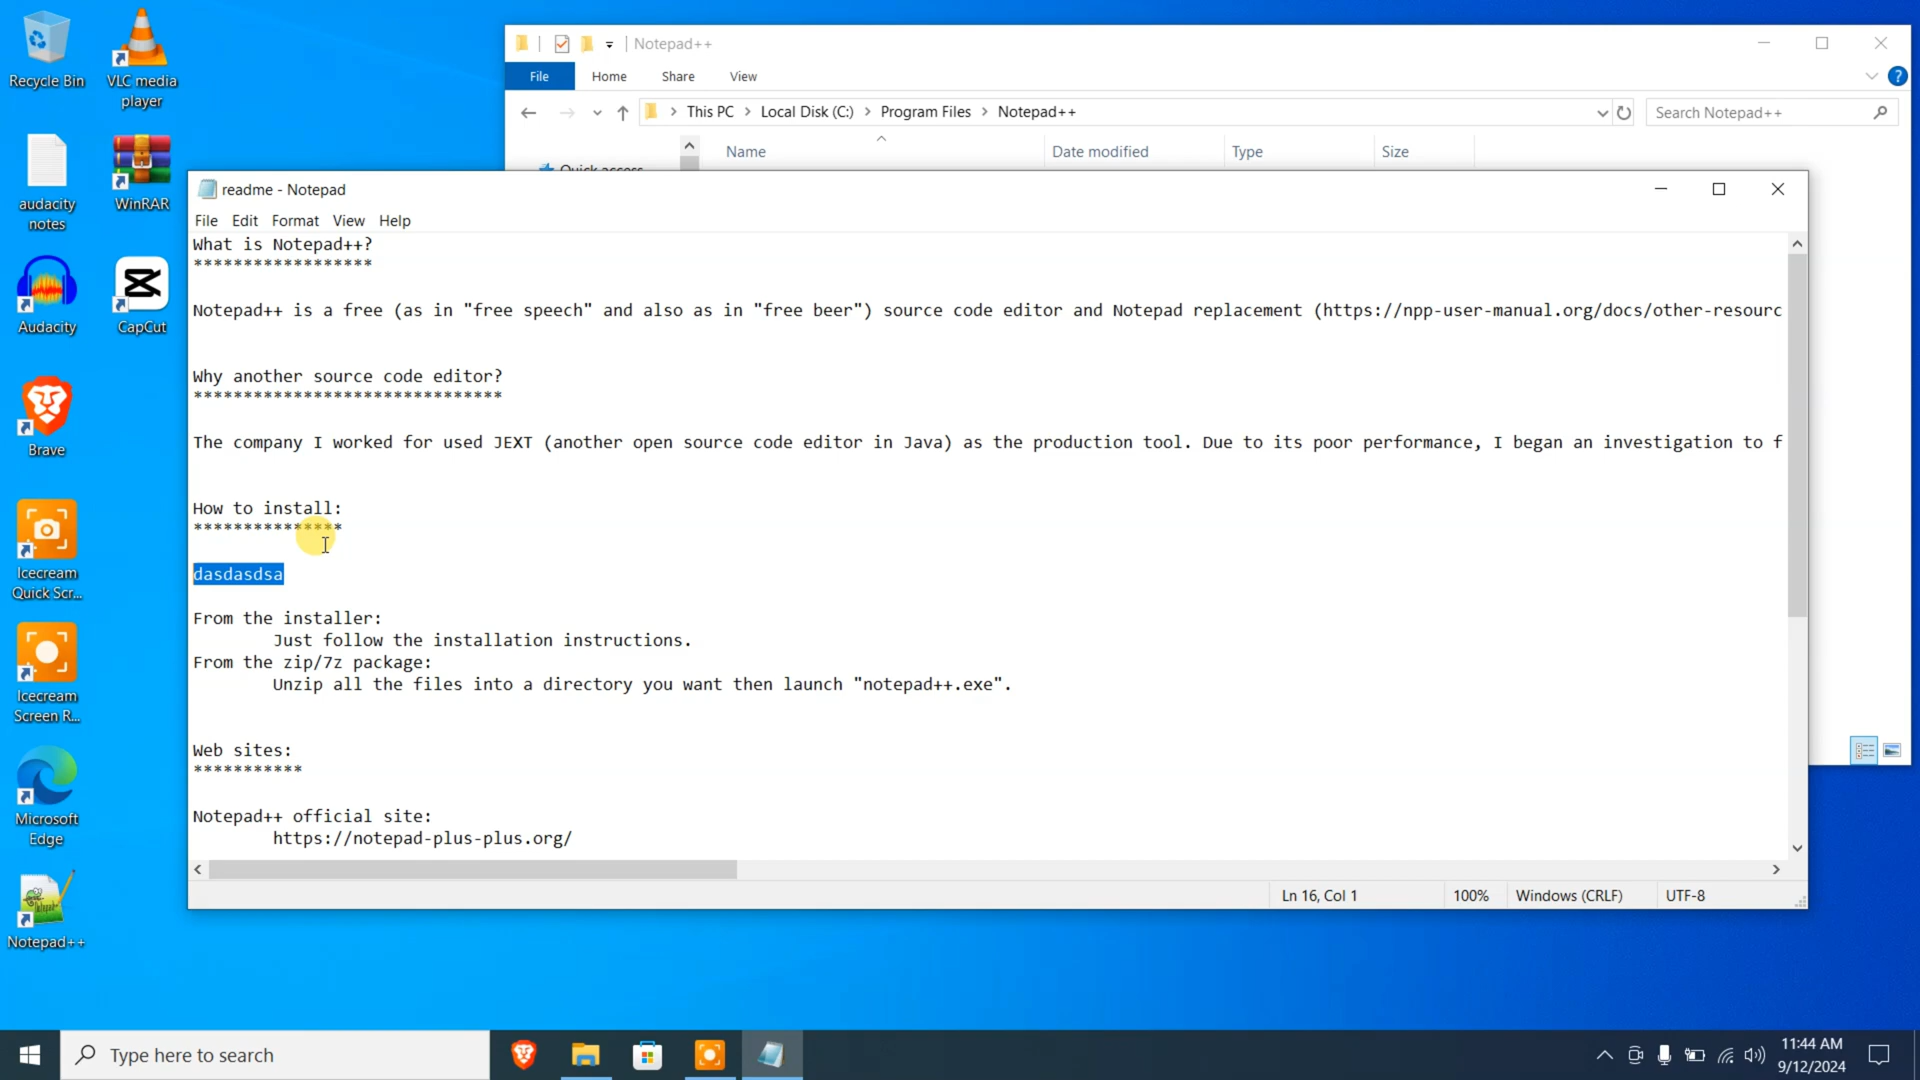 Recycle Bin
VLC media player
audacity notes
WinRAR
Audacity
CapCut
Brave
Icecream Quick Scr...
Icecream Screen R...
Microsoft Edge
Notepad++
Notepad++
File Home Share View
This PC > Local Disk (C:) > Program Files > Notepad++
Search Notepad++
Name Date modified Type Size
Quick access
readme - Notepad
File Edit Format View Help
What is Notepad++?
******************
Notepad++ is a free (as in "free speech" and also as in "free beer") source code editor and Notepad replacement (https://npp-user-manual.org/docs/other-resourc
Why another source code editor?
*******************************
The company I worked for used JEXT (another open source code editor in Java) as the production tool. Due to its poor performance, I began an investigation to f
How to install:
***************
dasdasdsa
From the installer:
Just follow the installation instructions.
From the zip/7z package:
Unzip all the files into a directory you want then launch "notepad++.exe".
Web sites:
***********
Notepad++ official site:
https://notepad-plus-plus.org/
Ln 16, Col 1 100% Windows (CRLF) UTF-8
Type here to search
11:44 AM
9/12/2024